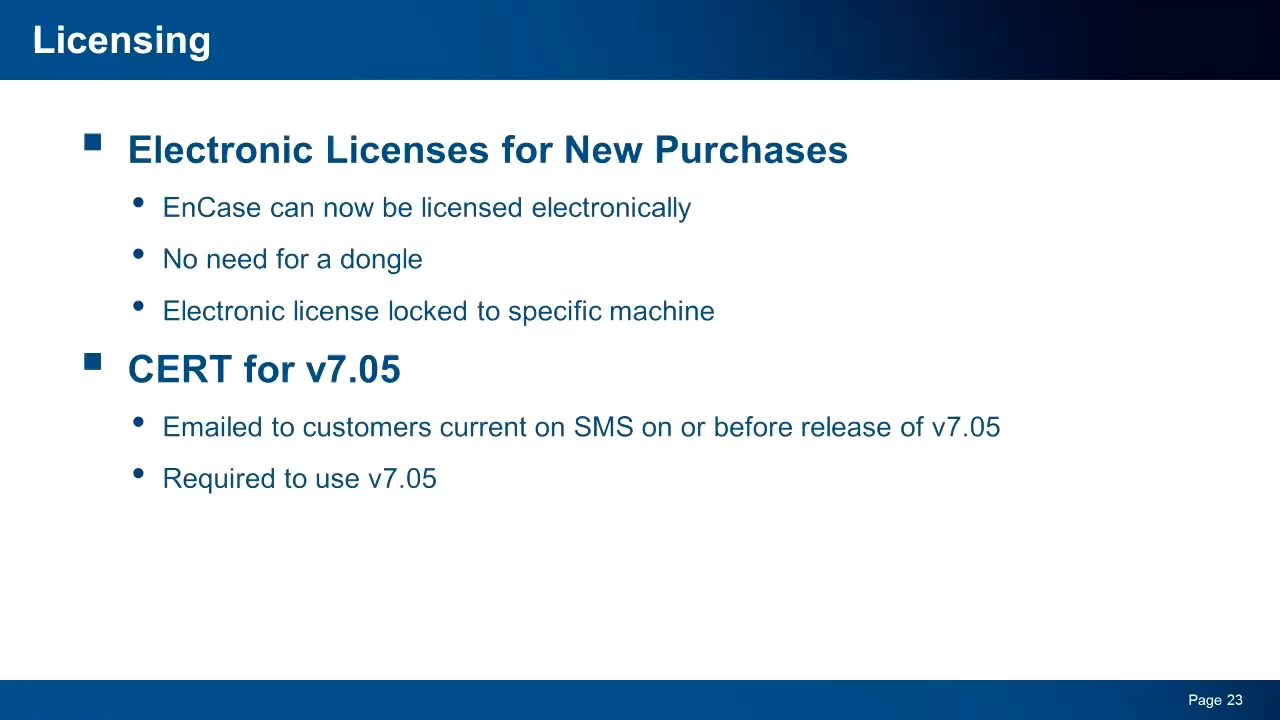 Licensing
Electronic Licenses for New Purchases
EnCase can now be licensed electronically
No need for a dongle
Electronic license locked to specific machine
CERT for v7.05
Emailed to customers current on SMS on or before release of v7.05
Required to use v7.05
Page 23